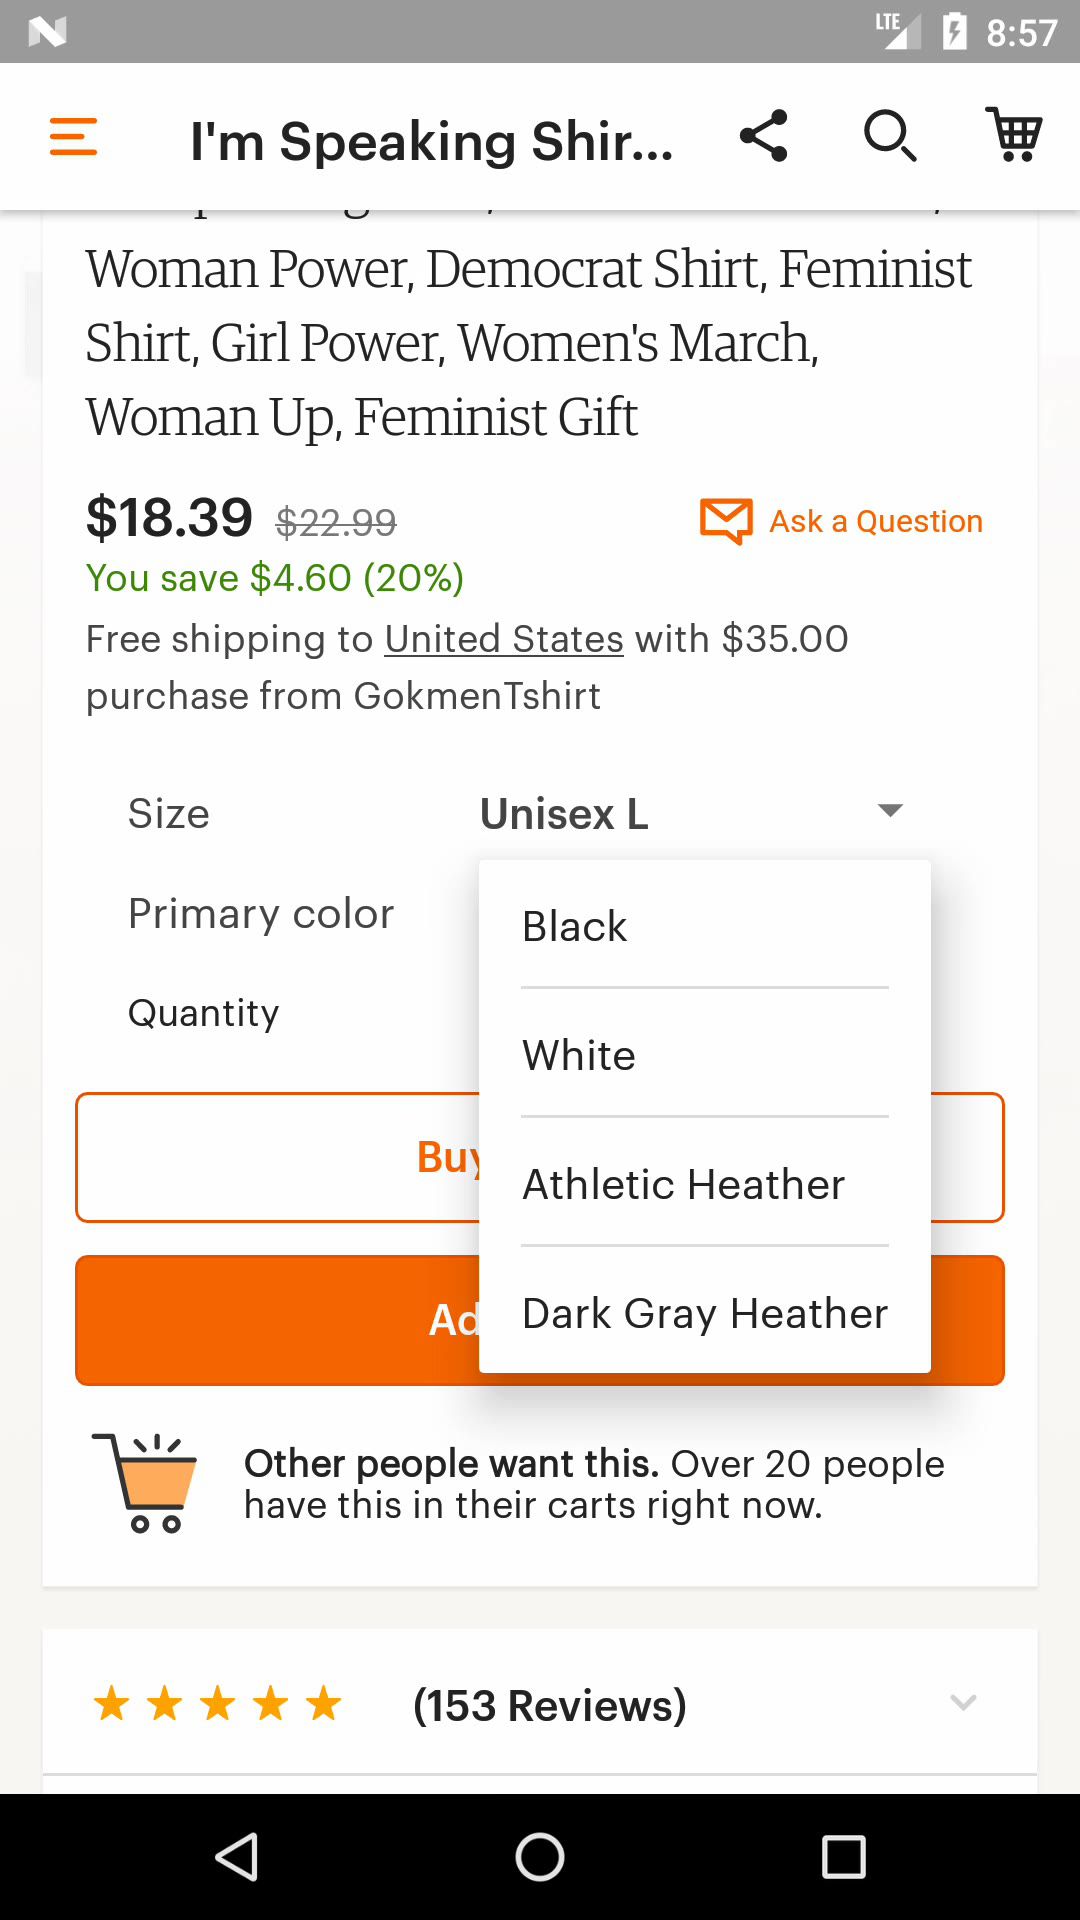 LTE 8:57
I'm Speaking Shir...
Woman Power, Democrat Shirt, Feminist
Shirt, Girl Power, Women's March,
Woman Up, Feminist Gift
$18.39 $22.99 Ask a Question
You save $4.60 (20%)
Free shipping to United States with $35.00
purchase from GokmenTshirt
Size Unisex L
Primary color
Black
Quantity
White
Buy
Athletic Heather
Ad
Dark Gray Heather
Other people want this. Over 20 people
have this in their carts right now.
(153 Reviews)